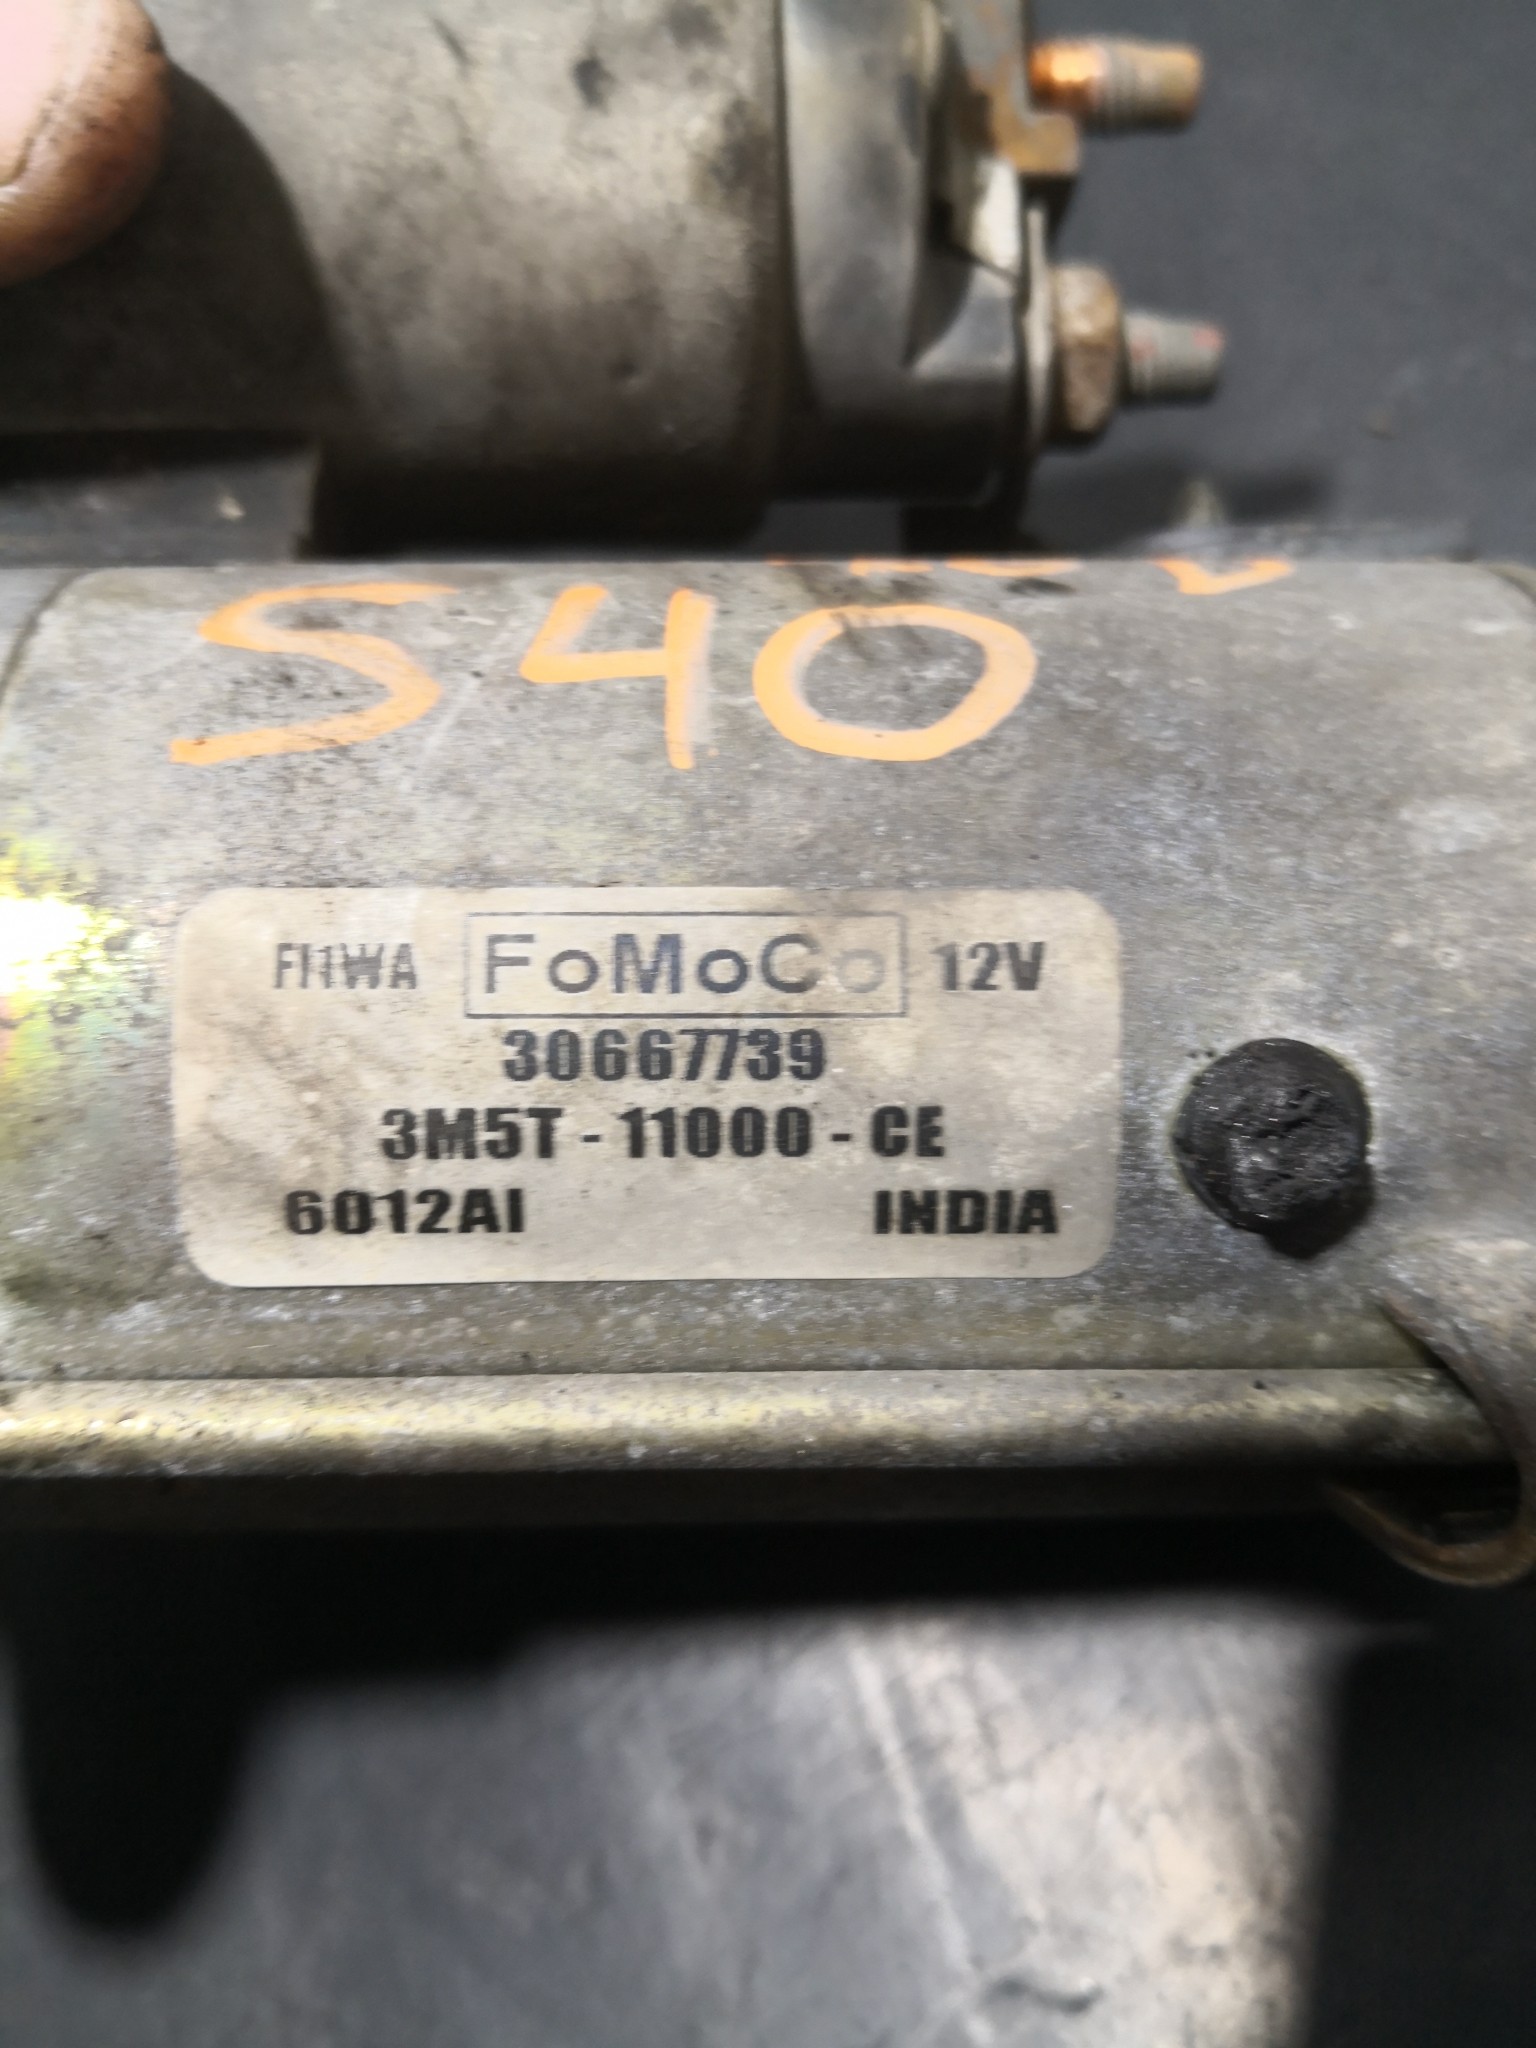 S40
FI1WA FoMoCo 12V
30667739
3M5T-11000-CE
6012AI INDIA